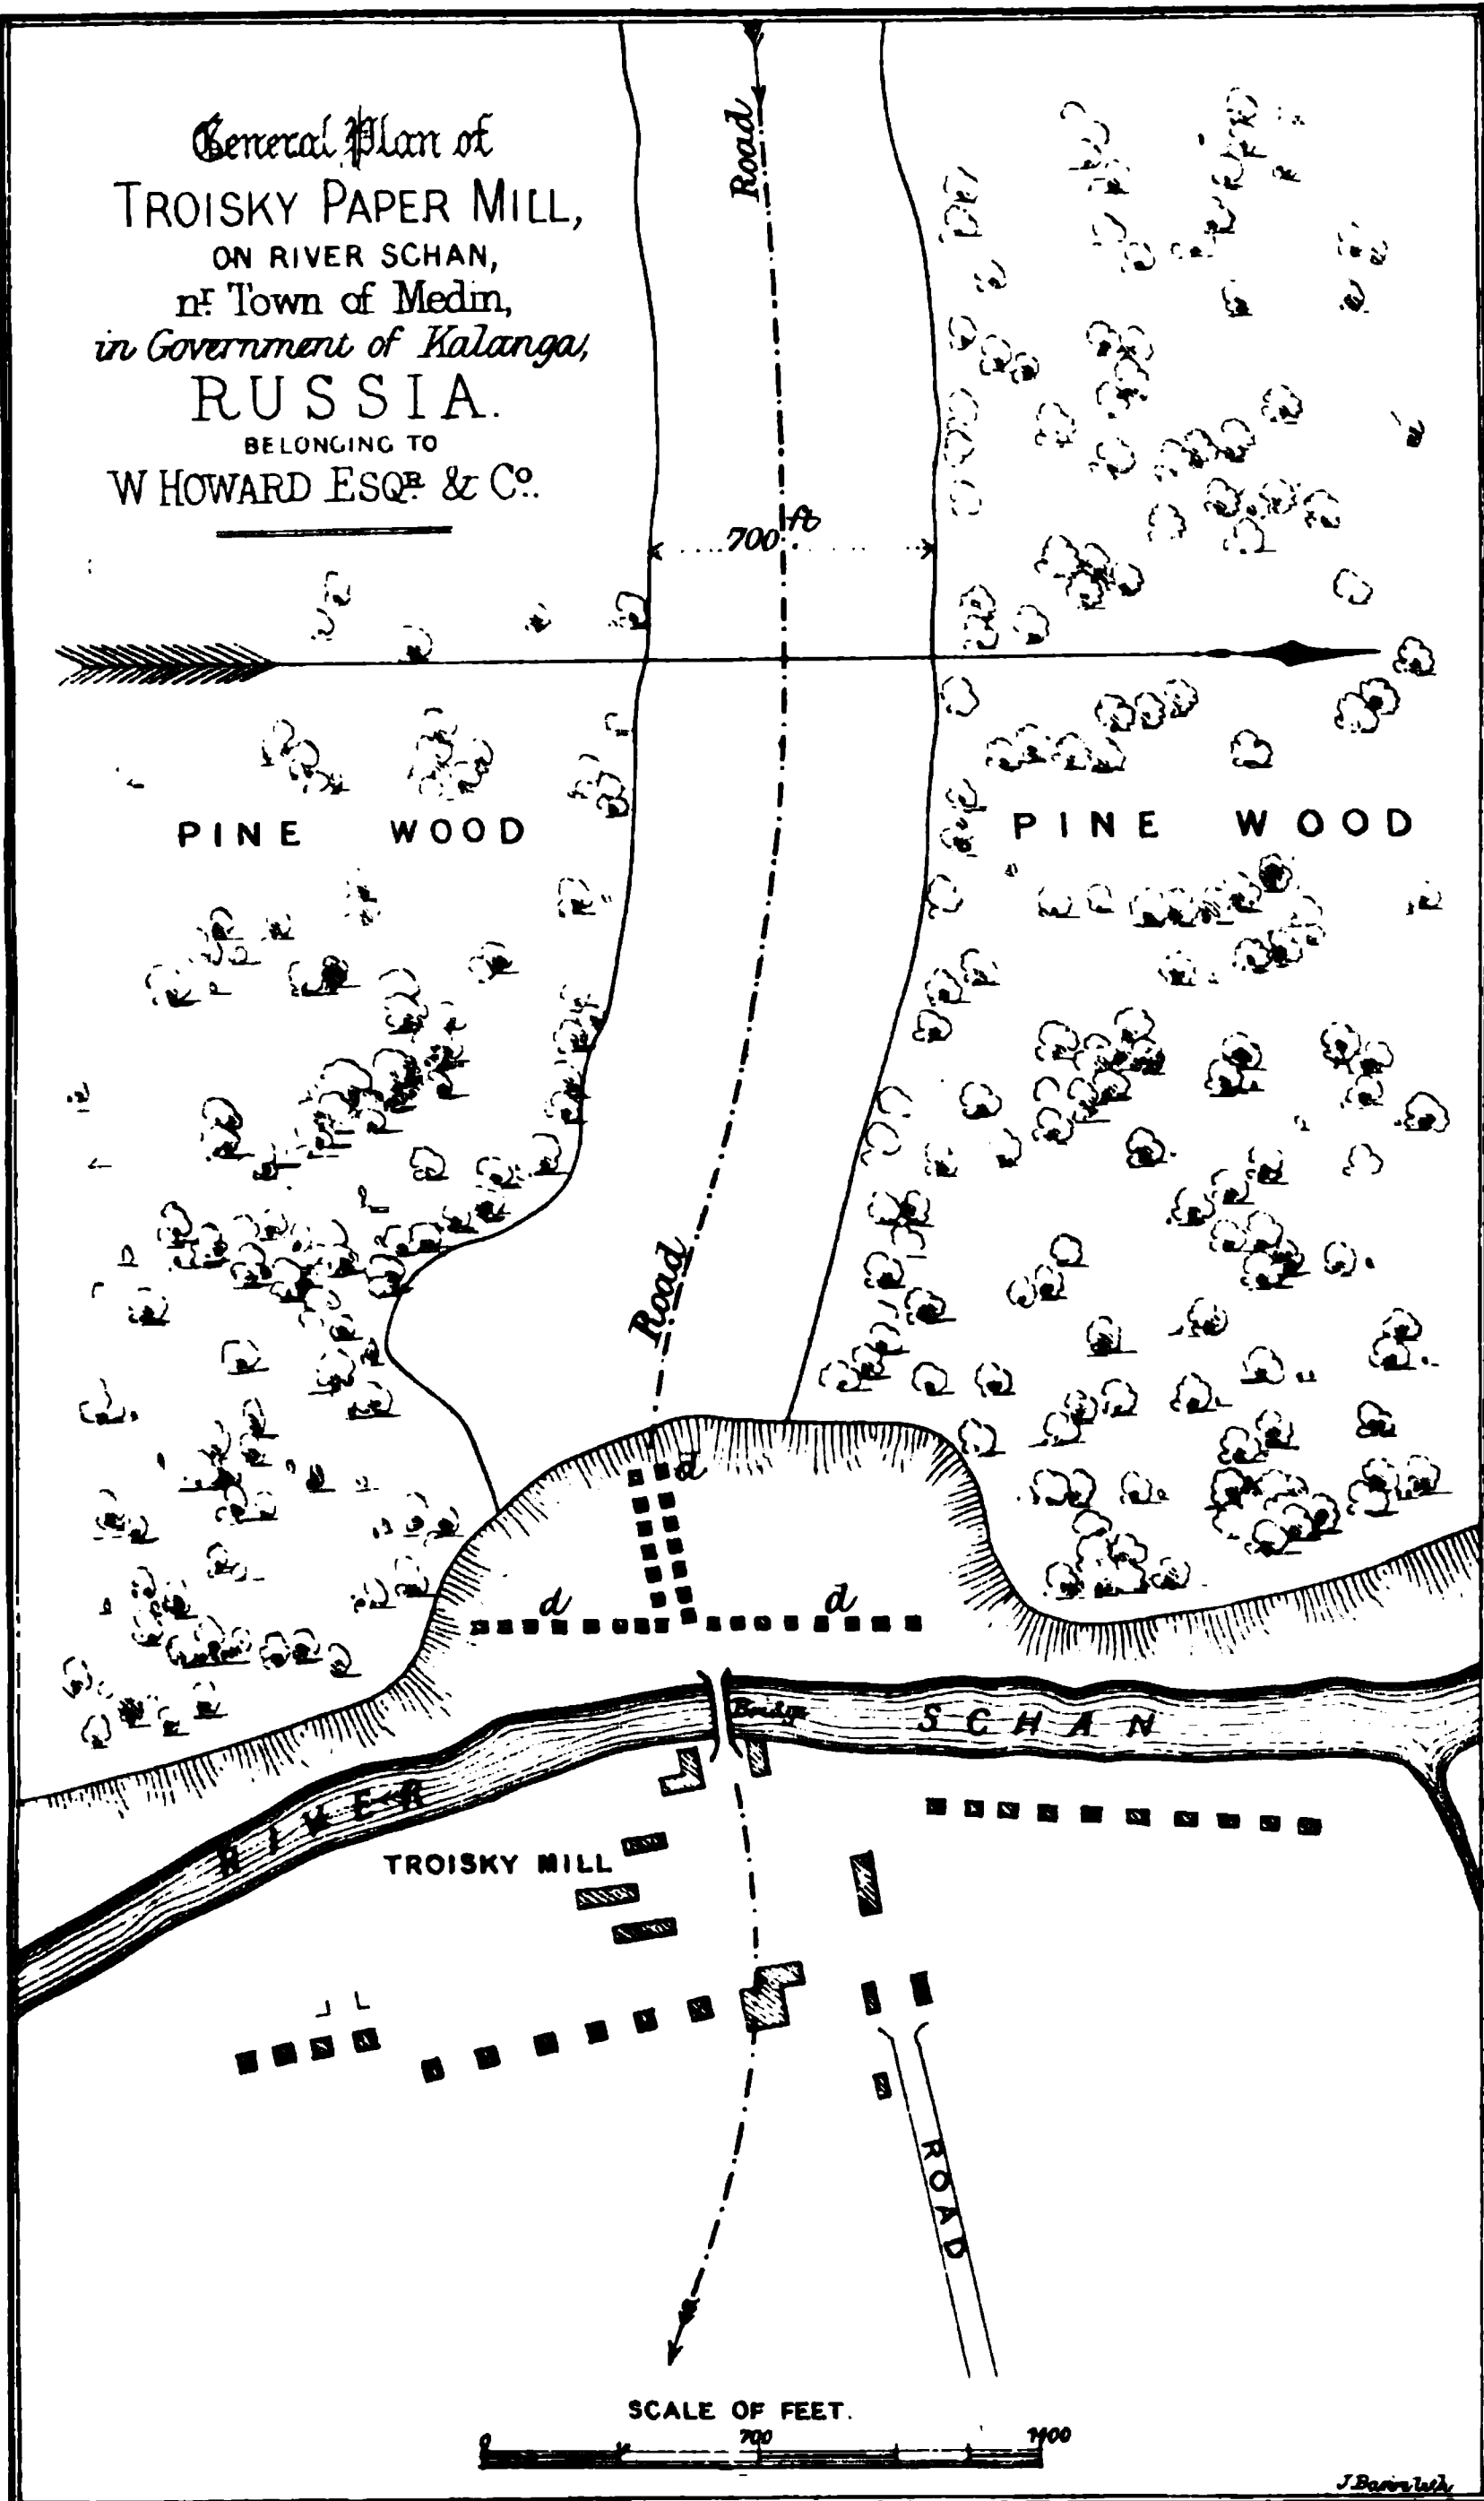 General Plan of
TROISKY PAPER MILL,
ON RIVER SCHAN,
nr. Town of Medin,
in Government of Kalanga,
RUSSIA.
BELONGING TO
W HOWARD ESQR. & Co.
Road
700 ft
PINE WOOD
PINE WOOD
Road
d
d
d
Bridge
RIVER SCHAN
TROISKY MILL
ROAD
SCALE OF FEET.
0 700 1400